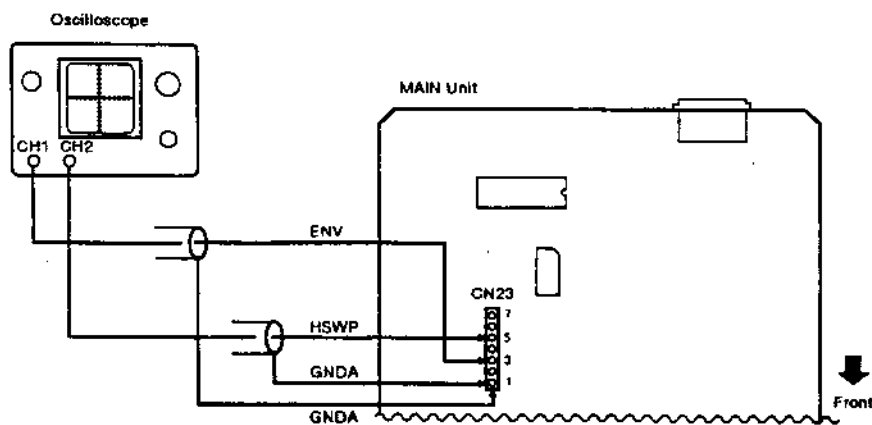 Oscilloscope
MAIN Unit
CH1 CH2
ENV
CN23
7
HSWP
5
3
GNDA
1
Front
GNDA